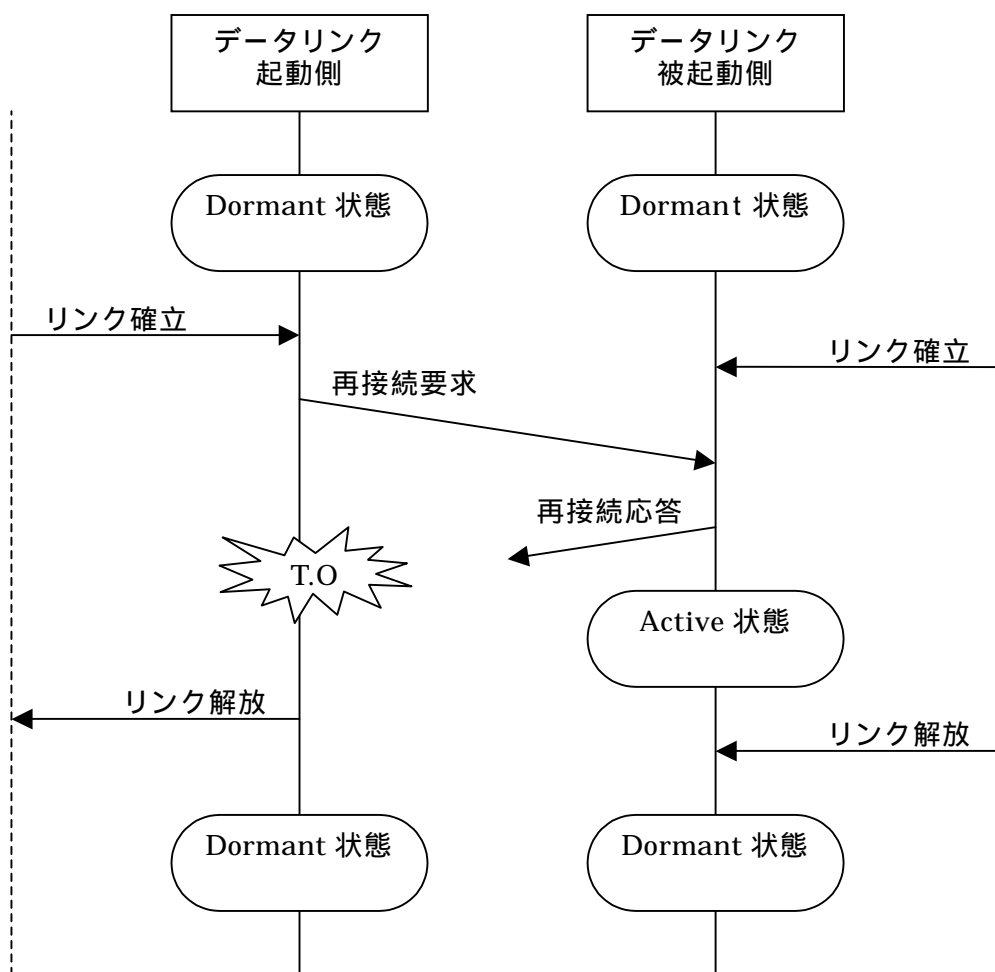 データリンク
起動側
データリンク
被起動側
Dormant 状態
Dormant 状態
リンク確立
リンク確立
再接続要求
再接続応答
T.O
Active 状態
リンク解放
リンク解放
Dormant 状態
Dormant 状態